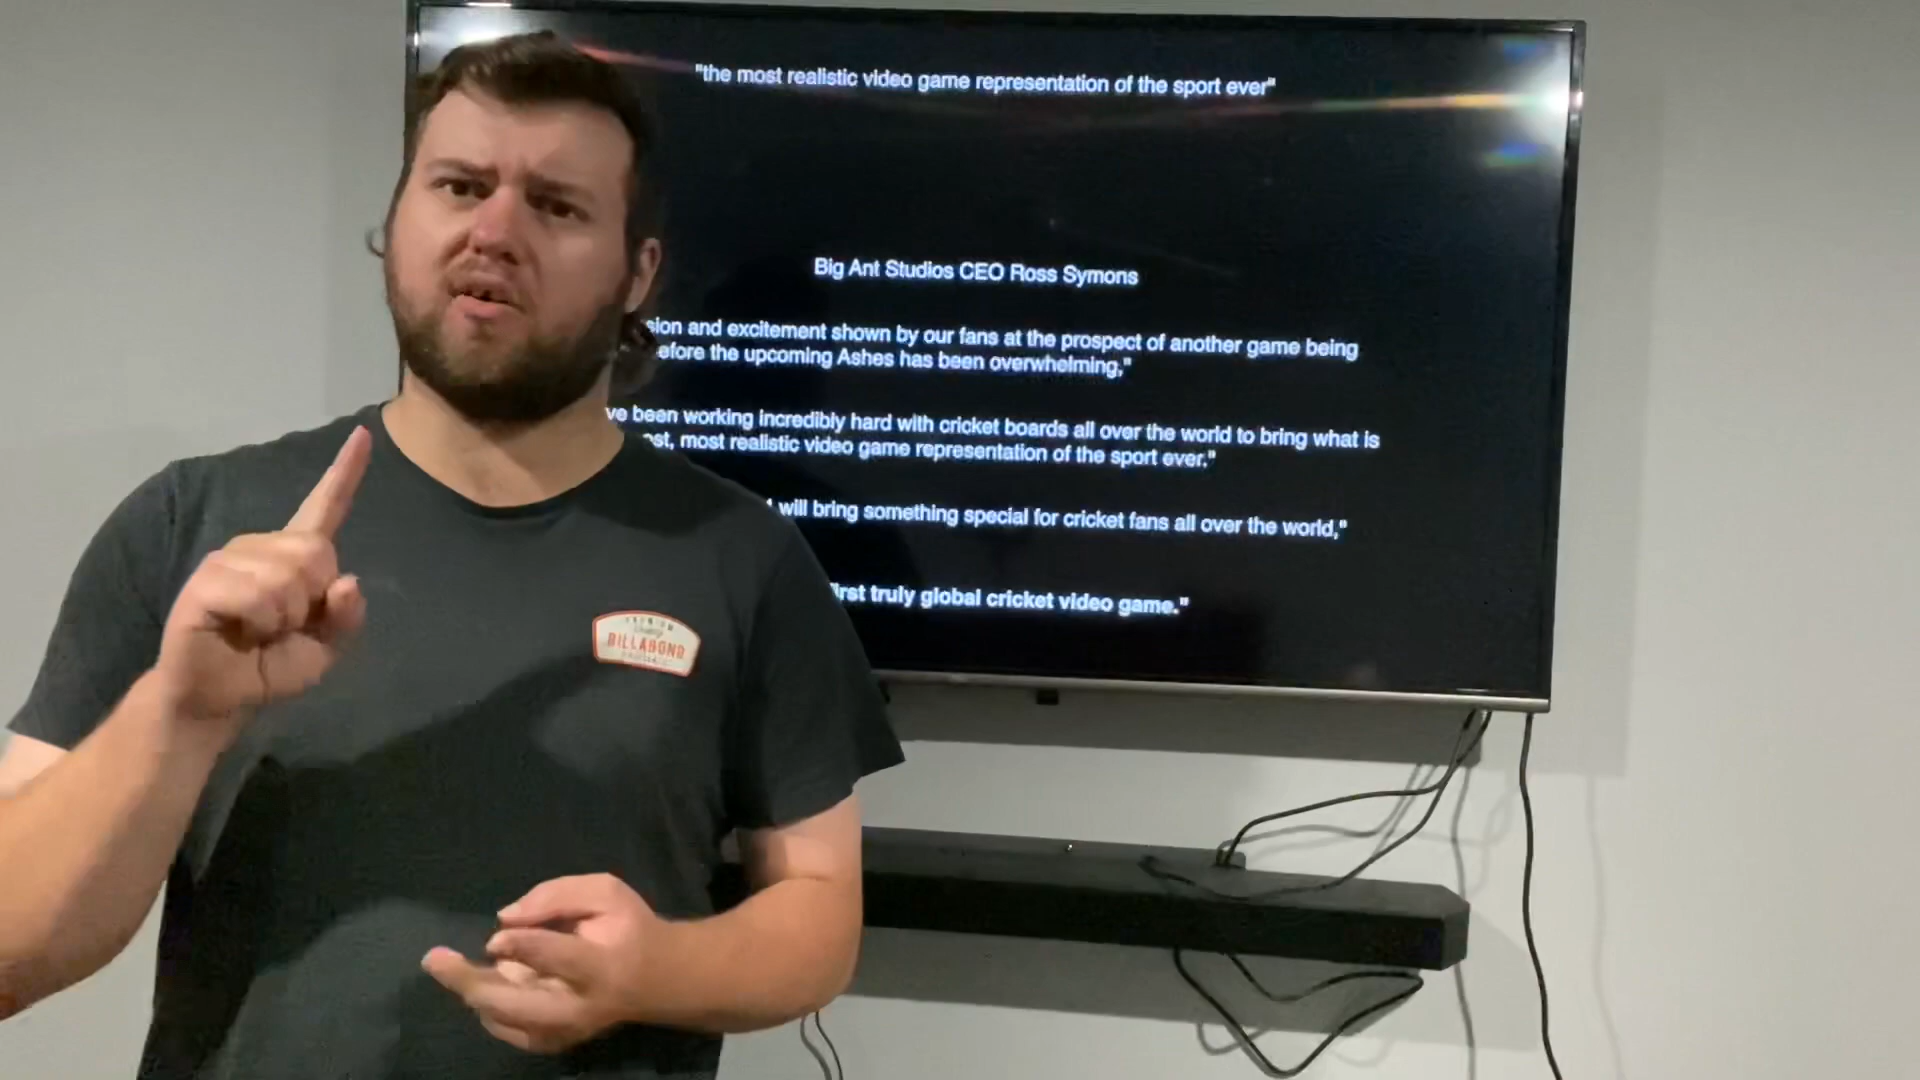 "the most realistic video game representation of the sport ever"
Big Ant Studios CEO Ross Symons
sion and excitement shown by our fans at the prospect of another game being
efore the upcoming Ashes has been overwhelming,"
ve been working incredibly hard with cricket boards all over the world to bring what is
st, most realistic video game representation of the sport ever."
will bring something special for cricket fans all over the world,"
irst truly global cricket video game."
BILLABONG